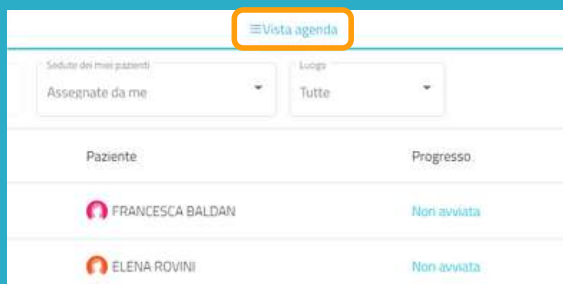 Vista agenda
Sedute dei miei pazienti
Luogo
Assegnate da me
Tutte
Paziente
Progresso
FRANCESCA BALDAN
Non avviata
ELENA ROVINI
Non avviata